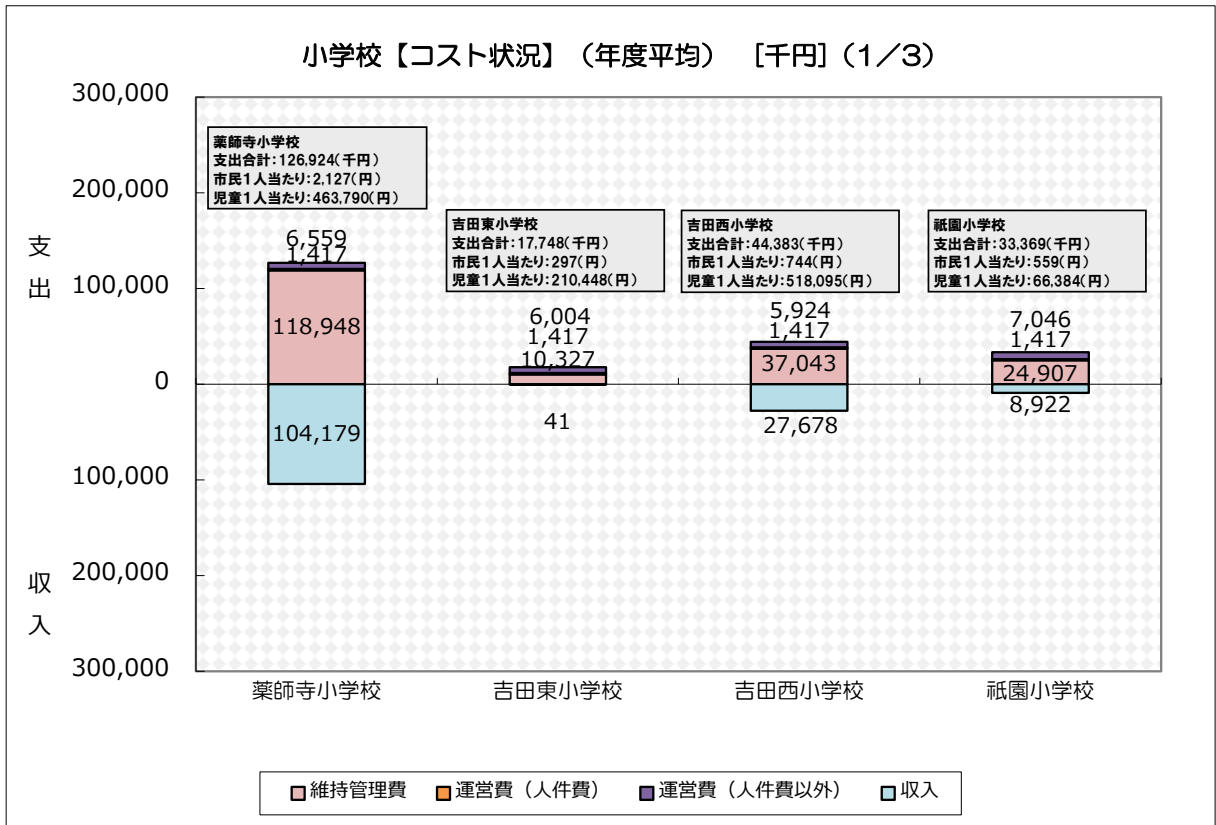 小学校【コスト状況】（年度平均）　[千円]（１／３）
300,000
200,000
100,000
0
100,000
200,000
300,000
支出
収入
薬師寺小学校
支出合計：126,924（千円）
市民１人当たり：2,127（円）
児童１人当たり：463,790（円）
6,559
1,417
118,948
104,179
吉田東小学校
支出合計：17,748（千円）
市民１人当たり：297（円）
児童１人当たり：210,448（円）
6,004
1,417
10,327
41
吉田西小学校
支出合計：44,383（千円）
市民１人当たり：744（円）
児童１人当たり：518,095（円）
5,924
1,417
37,043
27,678
祇園小学校
支出合計：33,369（千円）
市民１人当たり：559（円）
児童１人当たり：66,384（円）
7,046
1,417
24,907
8,922
薬師寺小学校
吉田東小学校
吉田西小学校
祇園小学校
維持管理費
運営費（人件費）
運営費（人件費以外）
収入